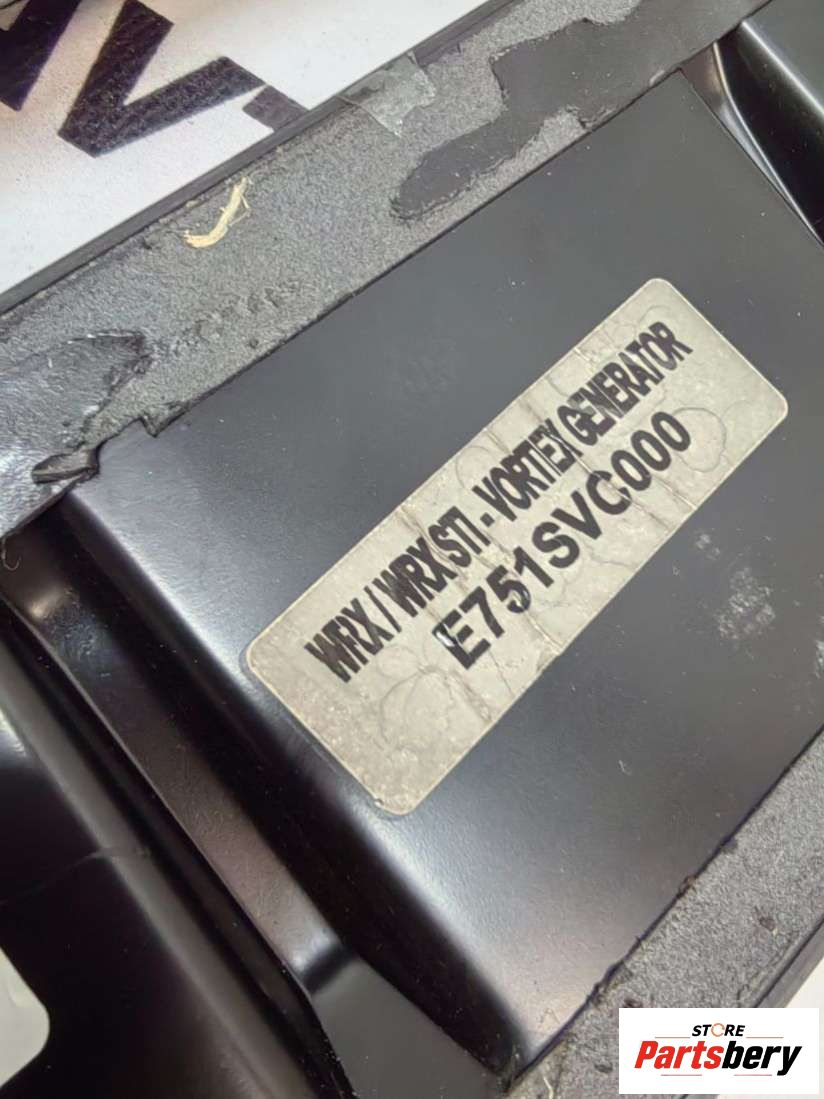 WRX / WRX STI - VORTEX GENERATOR
E751SVC000
STORE
Partsbery